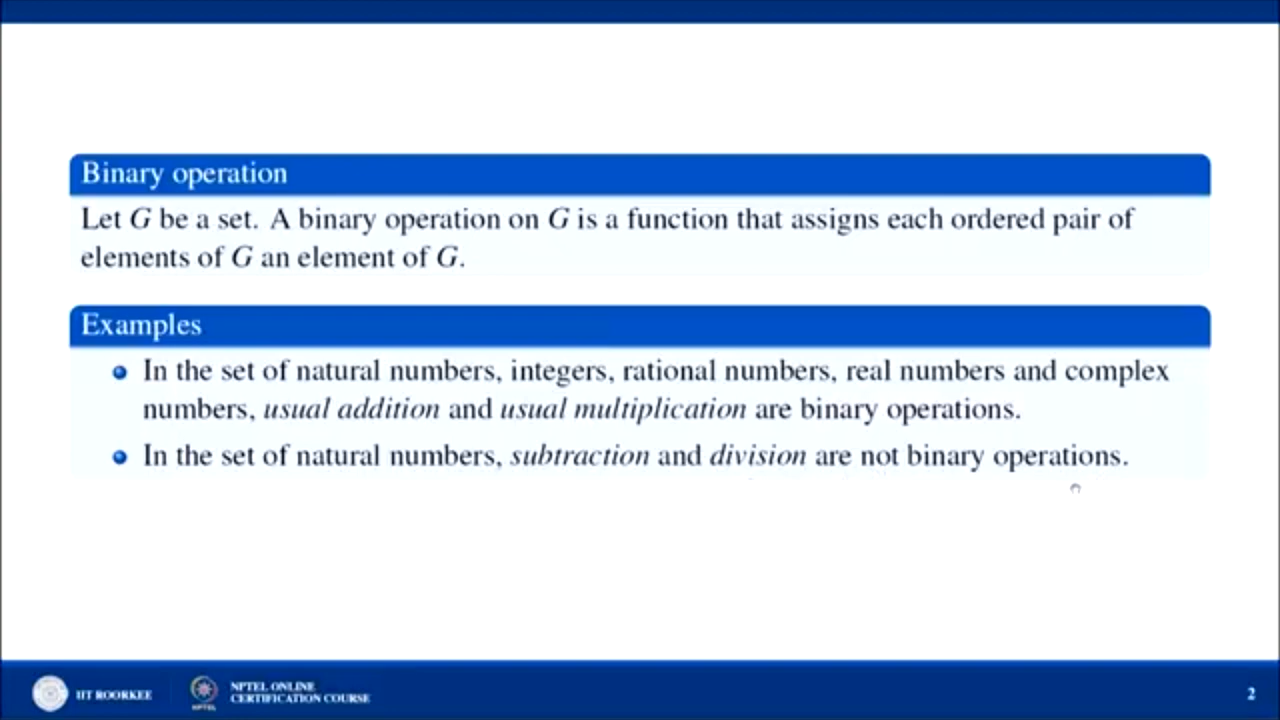 Binary operation
Let G be a set. A binary operation on G is a function that assigns each ordered pair of
elements of G an element of G.
Examples
In the set of natural numbers, integers, rational numbers, real numbers and complex
numbers, usual addition and usual multiplication are binary operations.
In the set of natural numbers, subtraction and division are not binary operations.
IIT ROORKEE
NPTEL
NPTEL ONLINE
CERTIFICATION COURSE
2